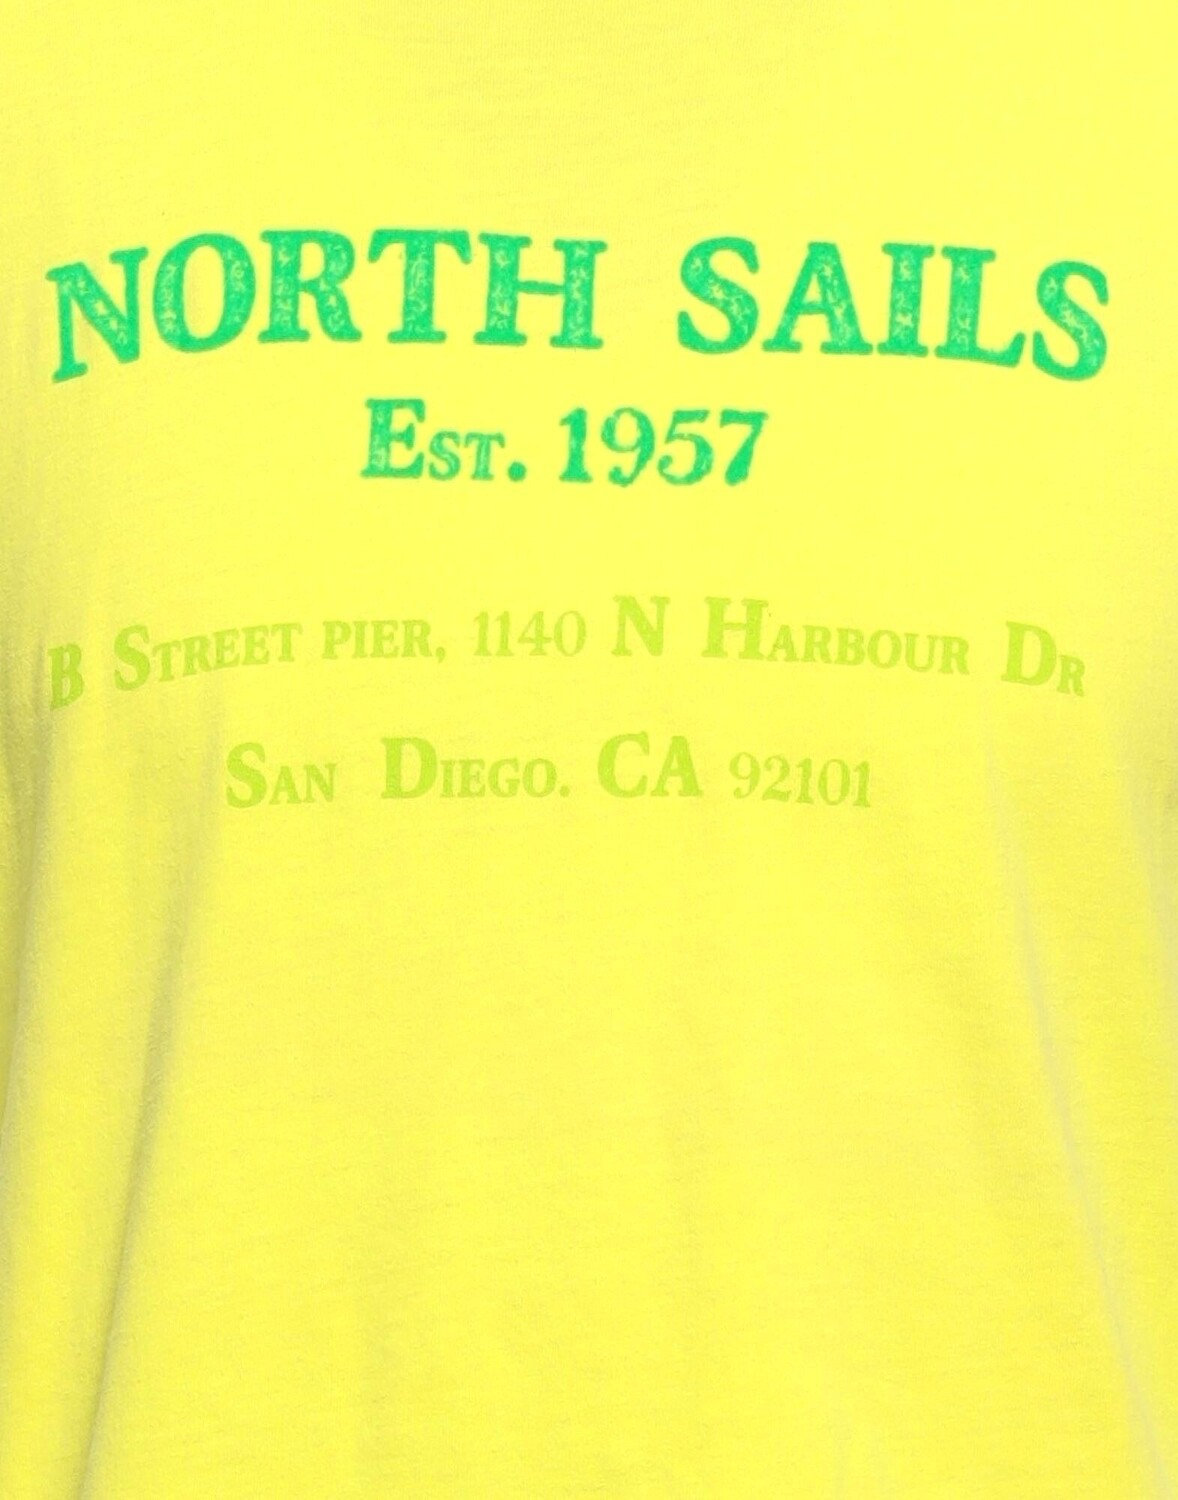 NORTH SAILS
EST. 1957
B STREET PIER, 1140 N HARBOUR DR
SAN DIEGO. CA 92101